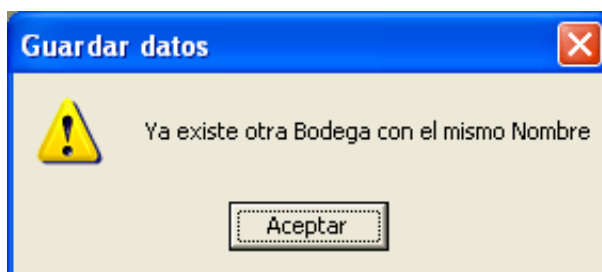 Guardar datos
Ya existe otra Bodega con el mismo Nombre
Aceptar